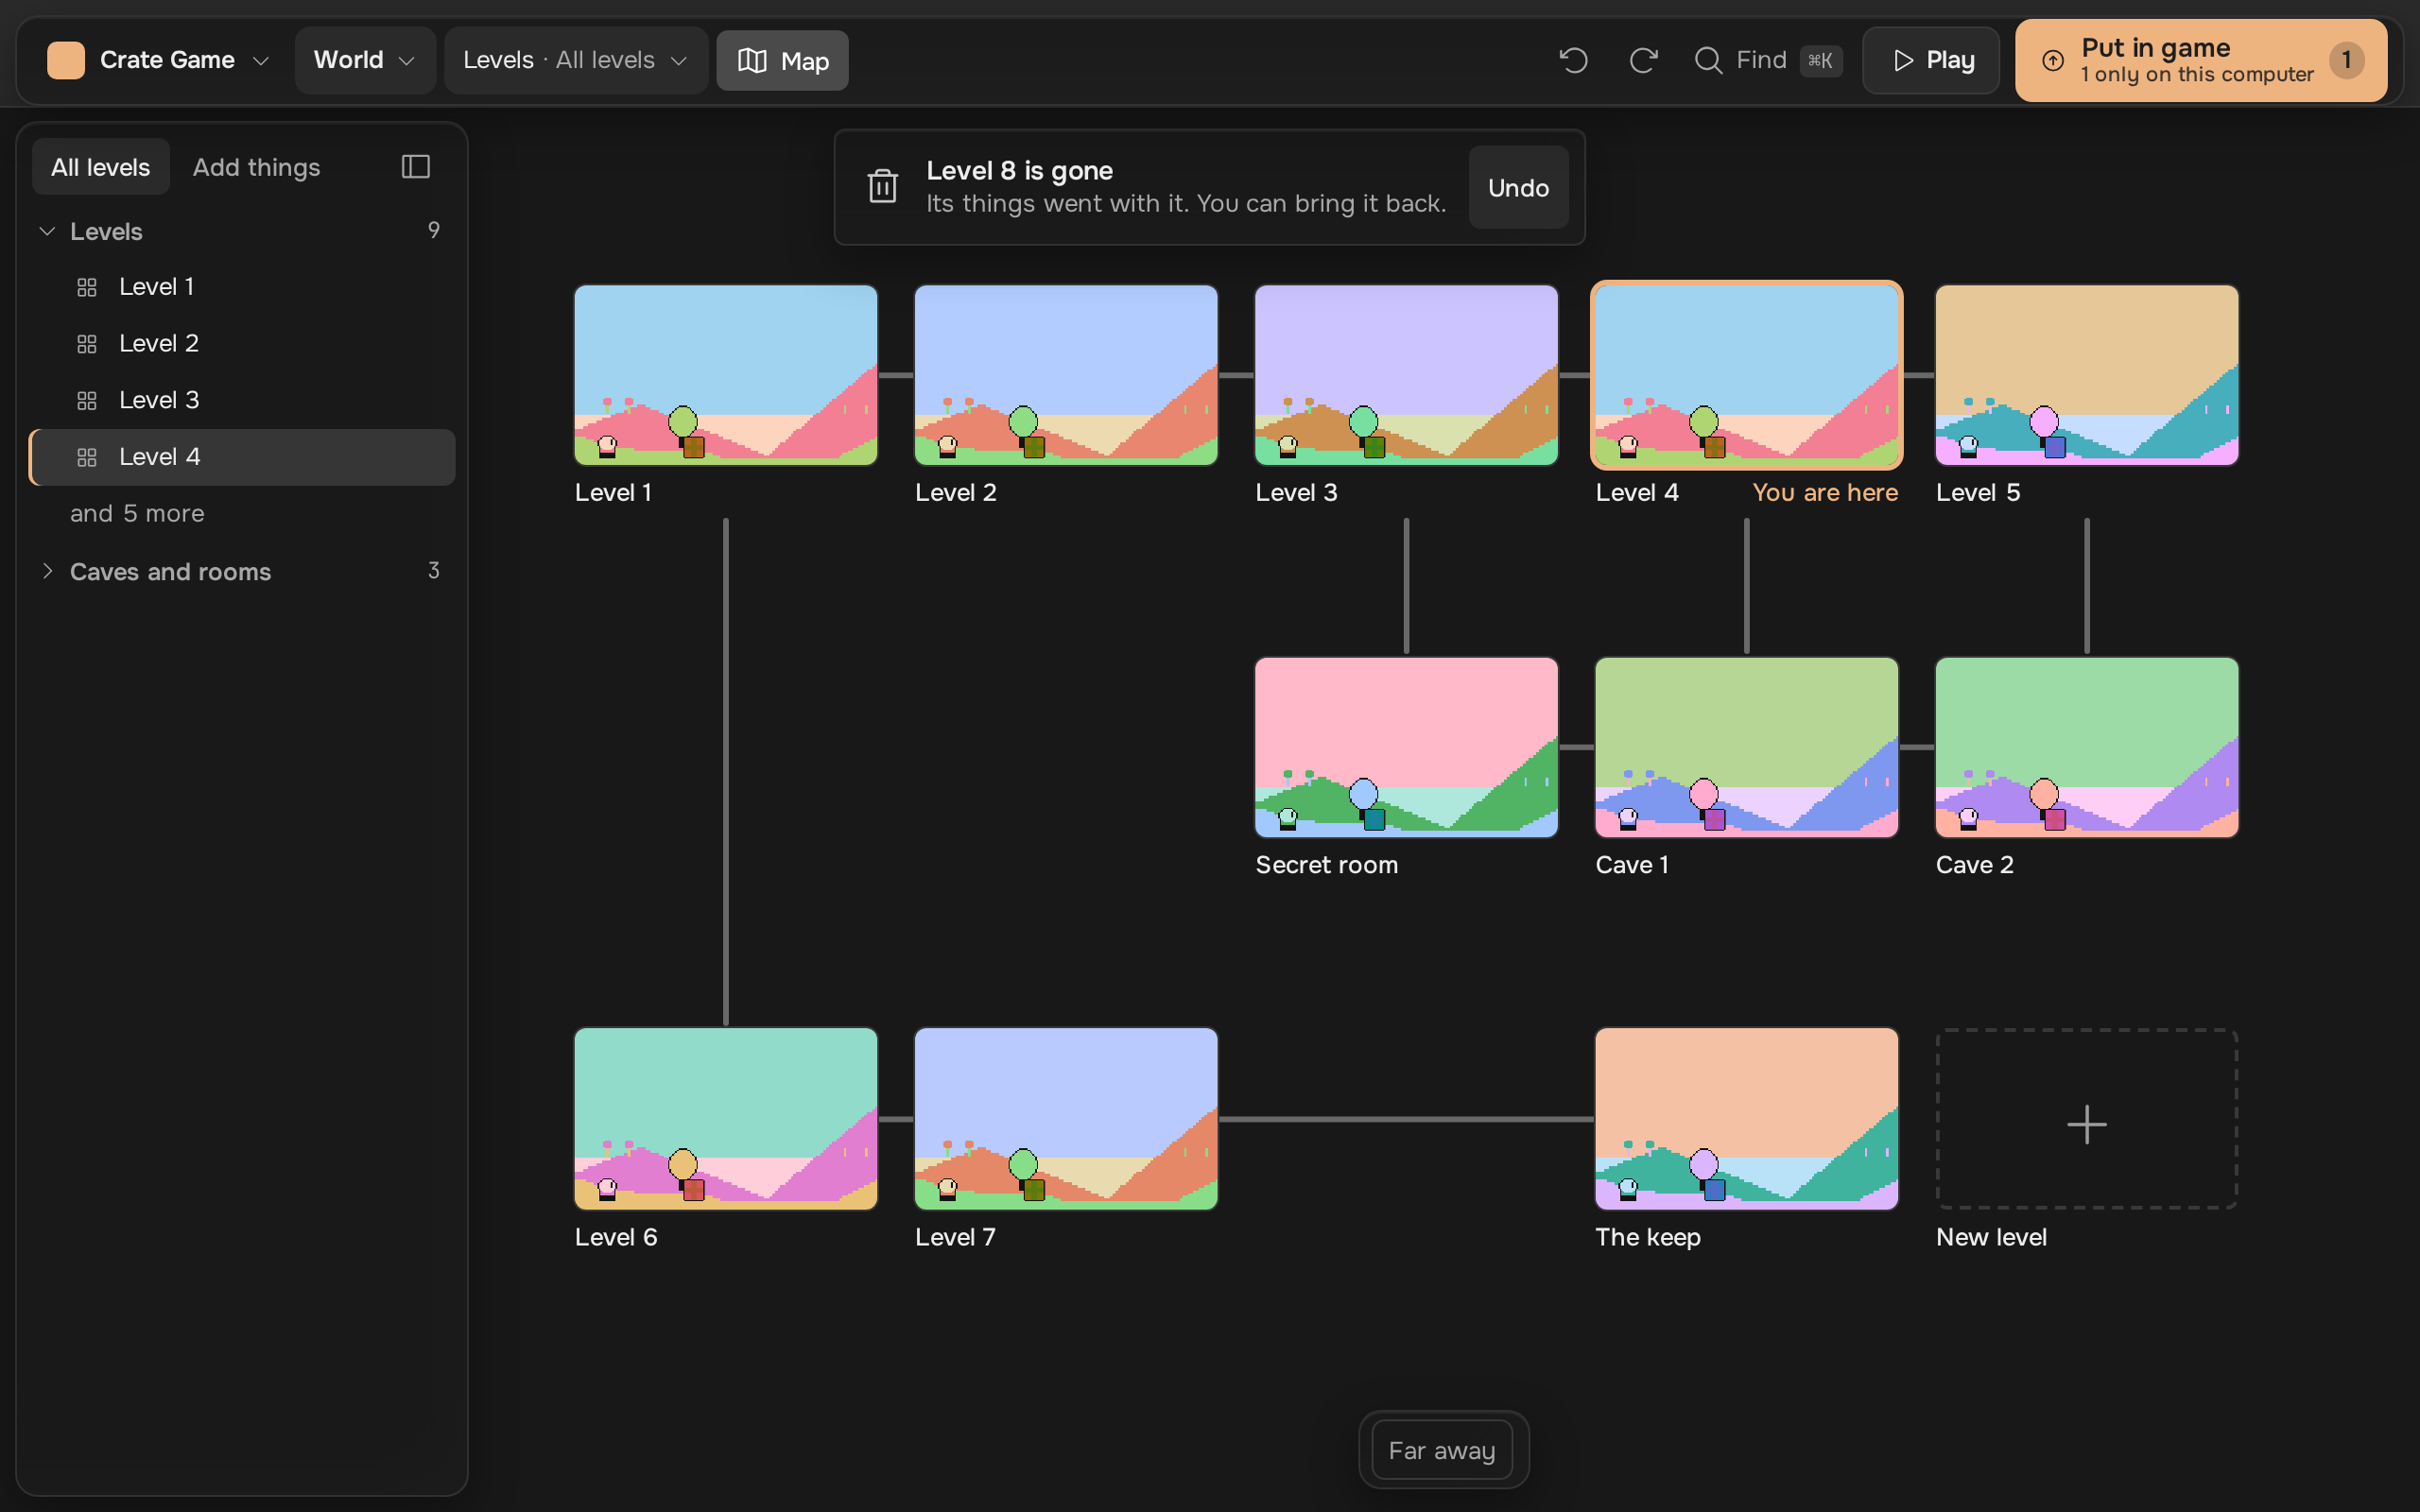 Crate Game
World
Levels · All levels
Map
Find ⌘K
Play
Put in game
1 only on this computer
1
All levels
Add things
Levels 9
Level 1
Level 2
Level 3
Level 4
and 5 more
Caves and rooms 3
Level 8 is gone
Its things went with it. You can bring it back.
Undo
Level 1
Level 2
Level 3
Level 4
You are here
Level 5
Secret room
Cave 1
Cave 2
Level 6
Level 7
The keep
New level
Far away